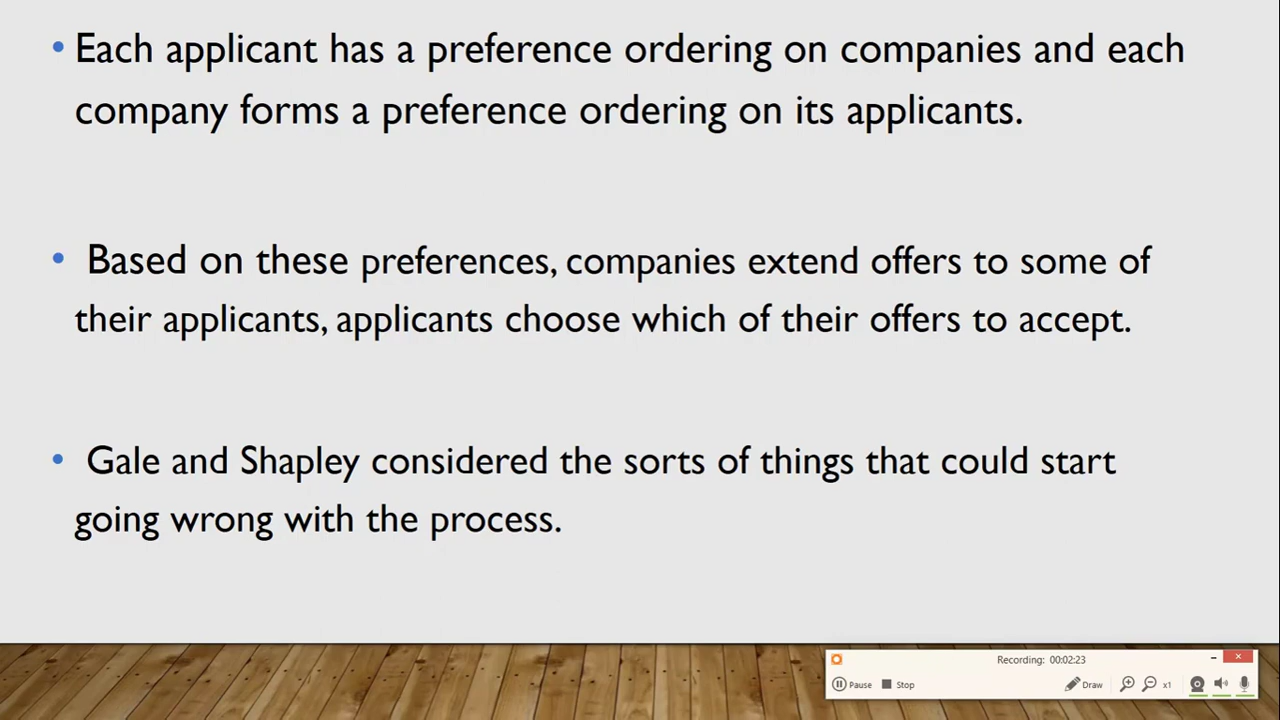 • Each applicant has a preference ordering on companies and each
company forms a preference ordering on its applicants.
• Based on these preferences, companies extend offers to some of
their applicants, applicants choose which of their offers to accept.
• Gale and Shapley considered the sorts of things that could start
going wrong with the process.
Recording: 00:02:23
Pause Stop Draw x1